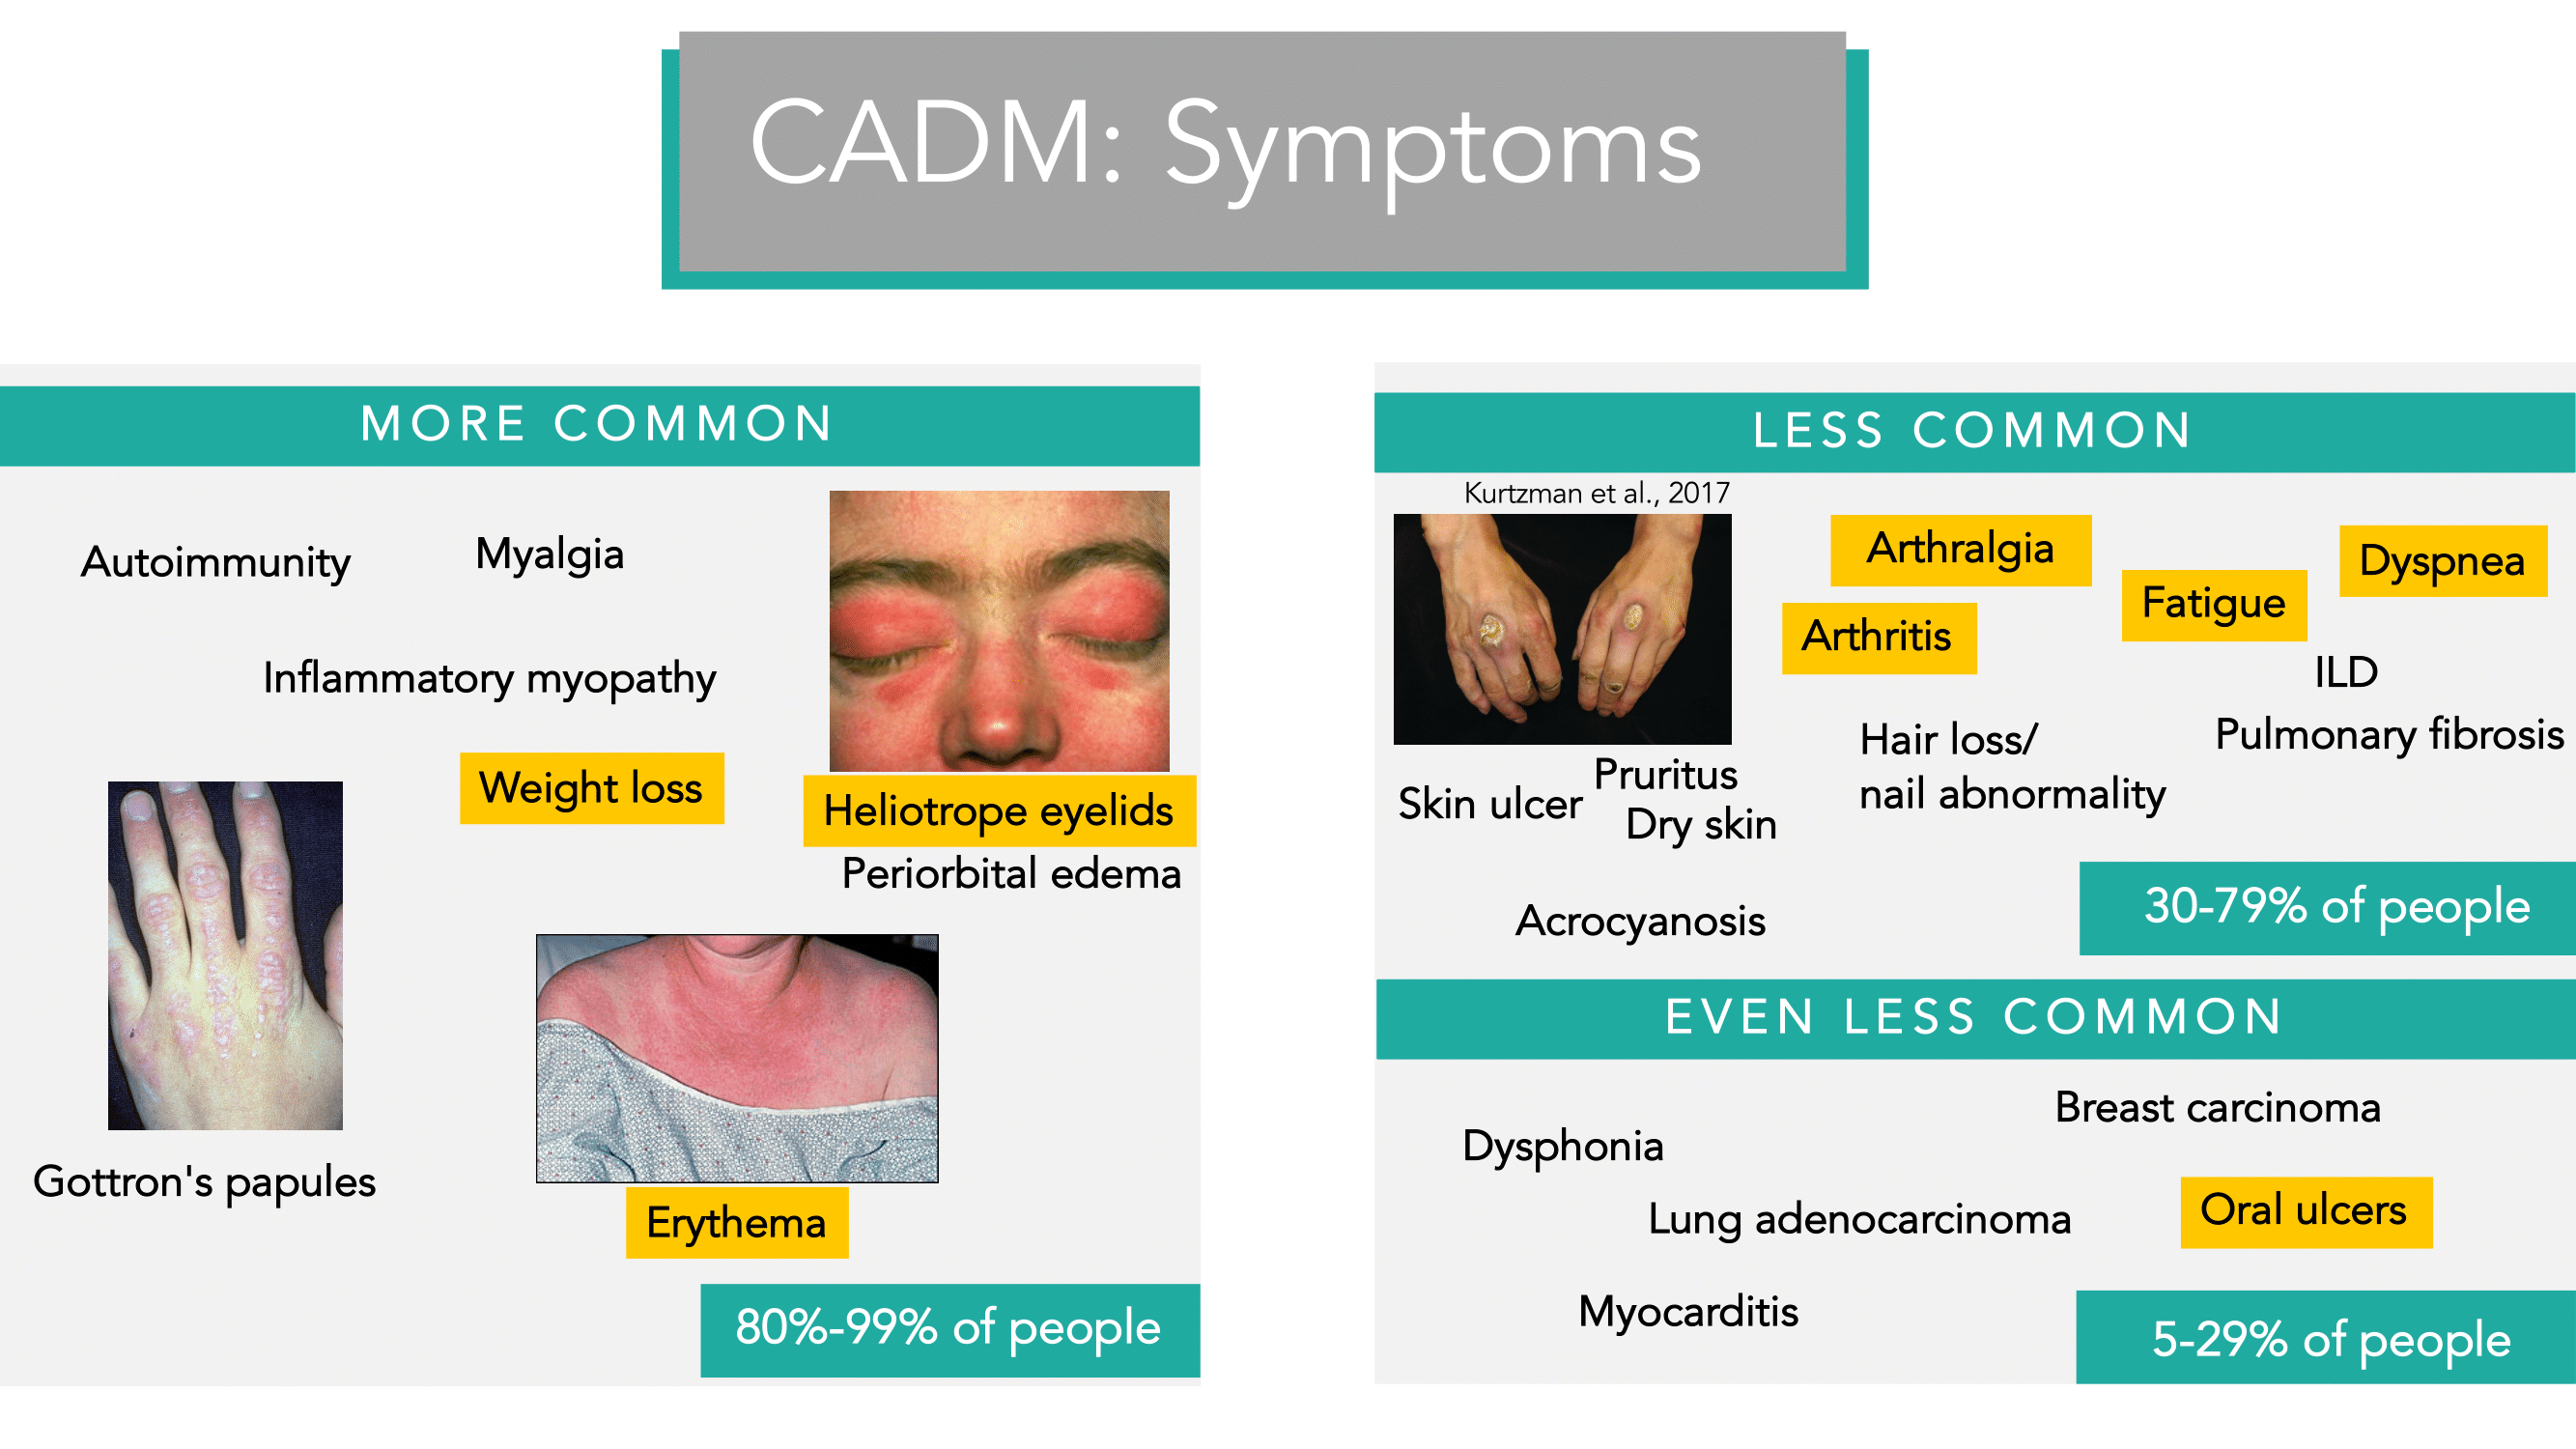 CADM: Symptoms
MORE COMMON
Autoimmunity
Myalgia
Inflammatory myopathy
Weight loss
Heliotrope eyelids
Periorbital edema
Gottron's papules
Erythema
80%-99% of people
LESS COMMON
Kurtzman et al., 2017
Arthralgia
Dyspnea
Fatigue
Arthritis
ILD
Hair loss/
nail abnormality
Pulmonary fibrosis
Skin ulcer
Pruritus
Dry skin
Acrocyanosis
30-79% of people
EVEN LESS COMMON
Breast carcinoma
Dysphonia
Lung adenocarcinoma
Oral ulcers
Myocarditis
5-29% of people